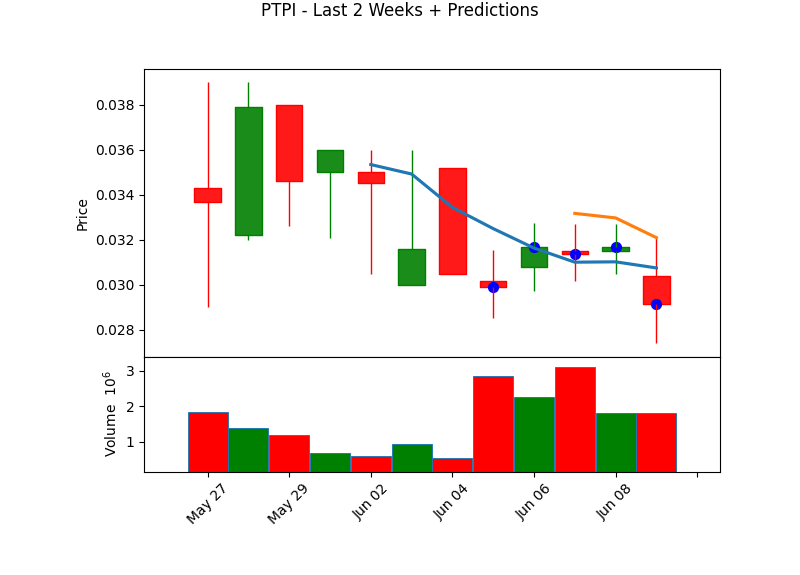 PTPI - Last 2 Weeks + Predictions
0.038
0.036
0.034
0.032
0.030
0.028
Price
3
2
1
Volume 10^6
May 27
May 29
Jun 02
Jun 04
Jun 06
Jun 08